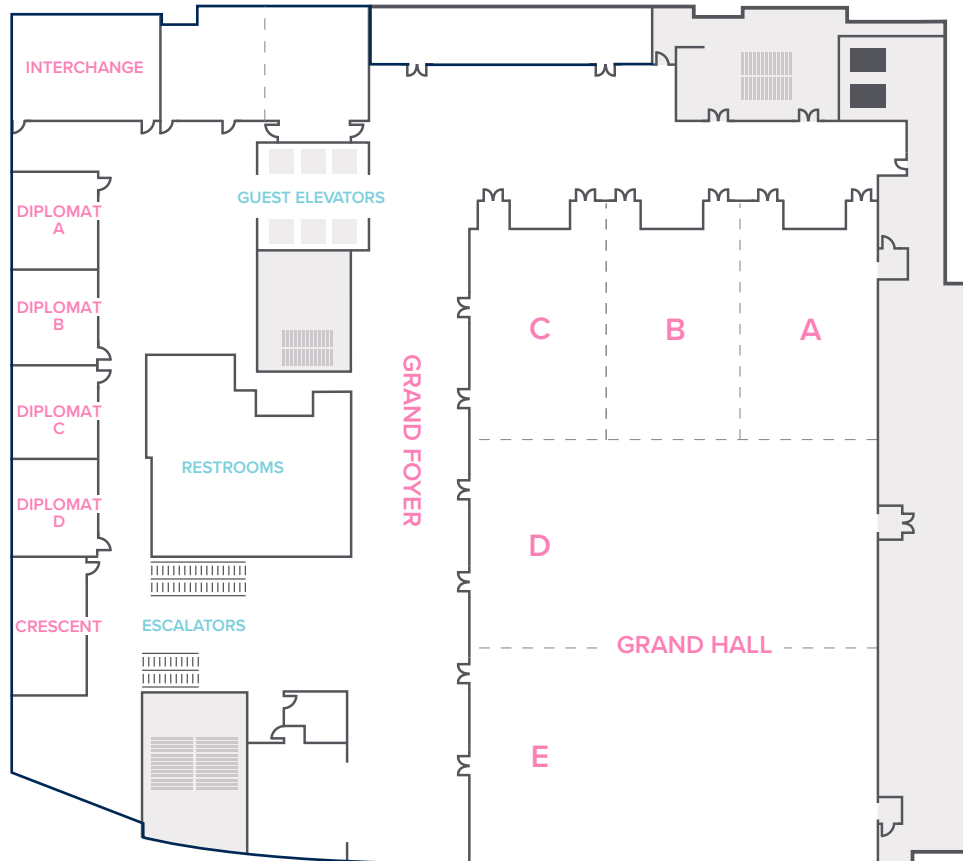 INTERCHANGE
GUEST ELEVATORS
DIPLOMAT
A
DIPLOMAT
B
DIPLOMAT
C
DIPLOMAT
D
CRESCENT
RESTROOMS
ESCALATORS
GRAND FOYER
C
B
A
D
GRAND HALL
E